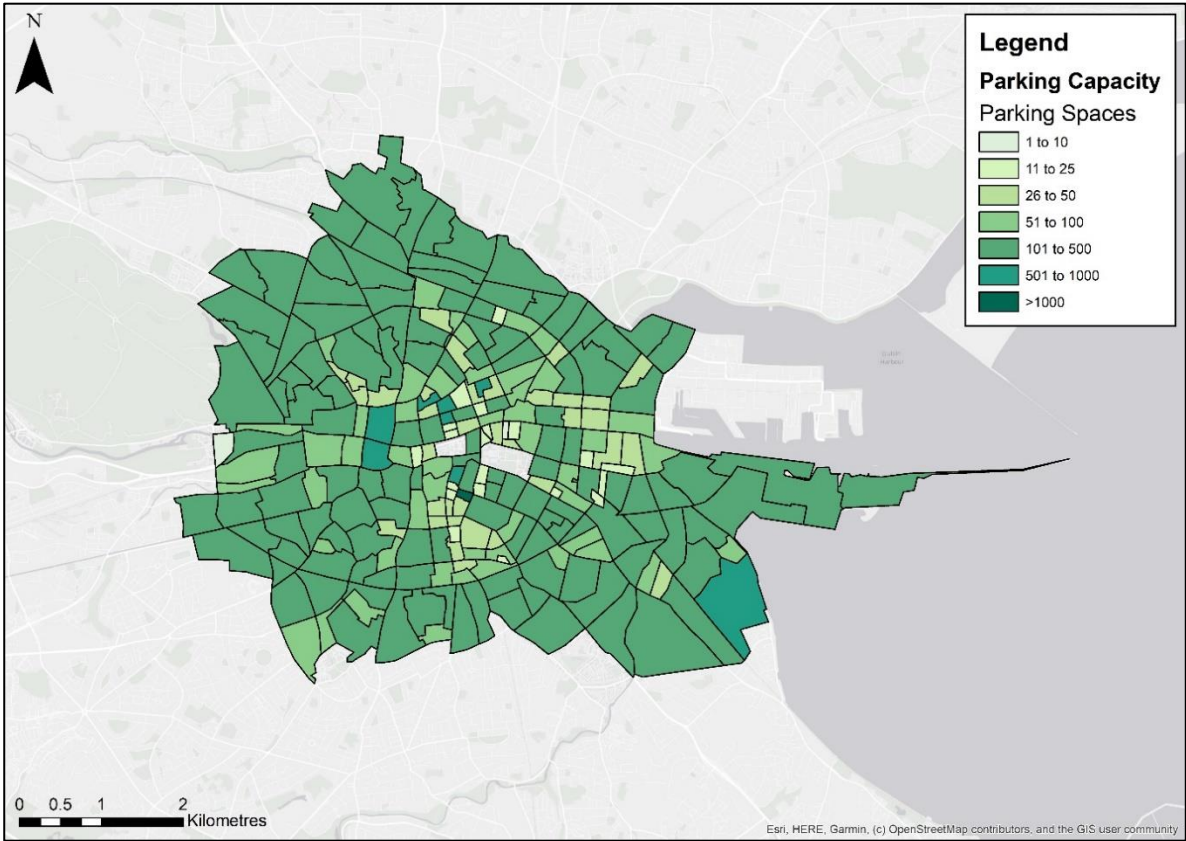 N
Legend
Parking Capacity
Parking Spaces
1 to 10
11 to 25
26 to 50
51 to 100
101 to 500
501 to 1000
>1000
0 0.5 1 2
Kilometres
Esri, HERE, Garmin, (c) OpenStreetMap contributors, and the GIS user community